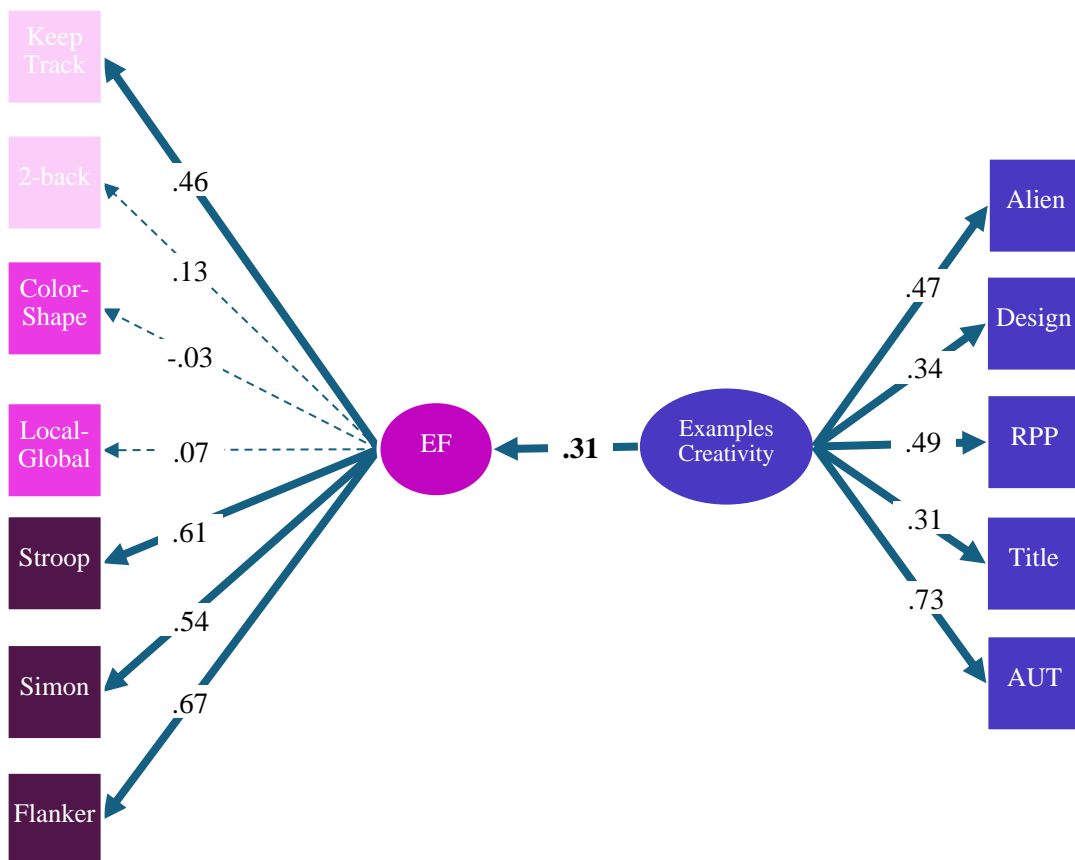 Keep
Track
2-back
Color-
Shape
Local-
Global
Stroop
Simon
Flanker
.46
.13
-.03
.07
.61
.54
.67
EF
.31
Examples
Creativity
.47
.34
.49
.31
.73
Alien
Design
RPP
Title
AUT